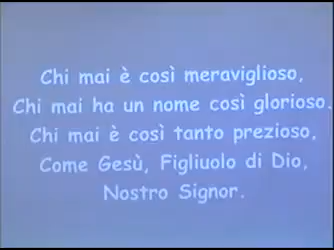 Chi mai è così meraviglioso,
Chi mai ha un nome così glorioso.
Chi mai è così tanto prezioso,
Come Gesù, Figliuolo di Dio,
Nostro Signor.